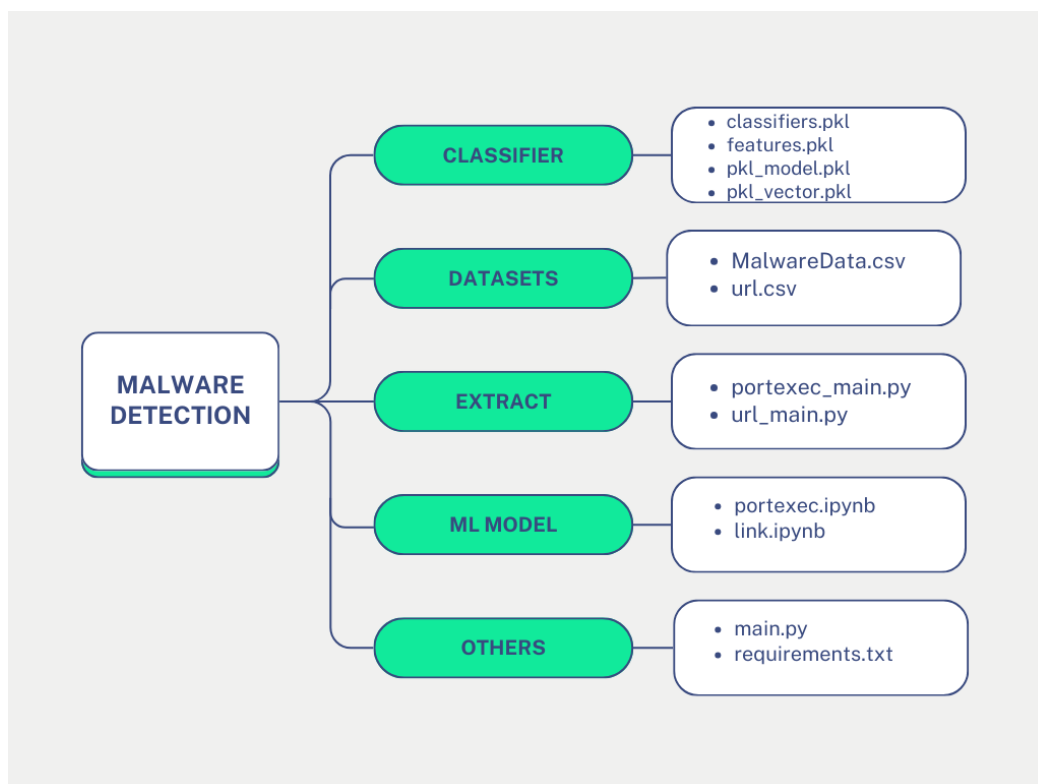 MALWARE
DETECTION
CLASSIFIER
• classifiers.pkl
• features.pkl
• pkl_model.pkl
• pkl_vector.pkl
DATASETS
• MalwareData.csv
• url.csv
EXTRACT
• portexec_main.py
• url_main.py
ML MODEL
• portexec.ipynb
• link.ipynb
OTHERS
• main.py
• requirements.txt